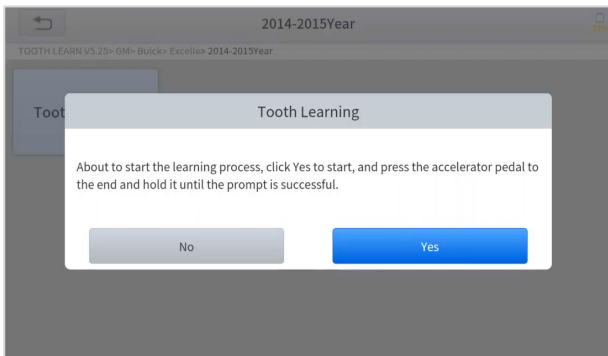 2014-2015Year
TOOTH LEARN V5.25> GM> Buick> Excelle> 2014-2015Year
Toot
Tooth Learning
About to start the learning process, click Yes to start, and press the accelerator pedal to
the end and hold it until the prompt is successful.
No
Yes